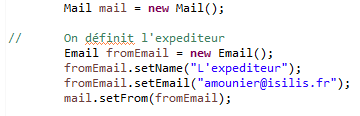 Mail mail = new Mail();
// On définit l'expediteur
Email fromEmail = new Email();
fromEmail.setName("L'expediteur");
fromEmail.setEmail("amounier@isilis.fr");
mail.setFrom(fromEmail);